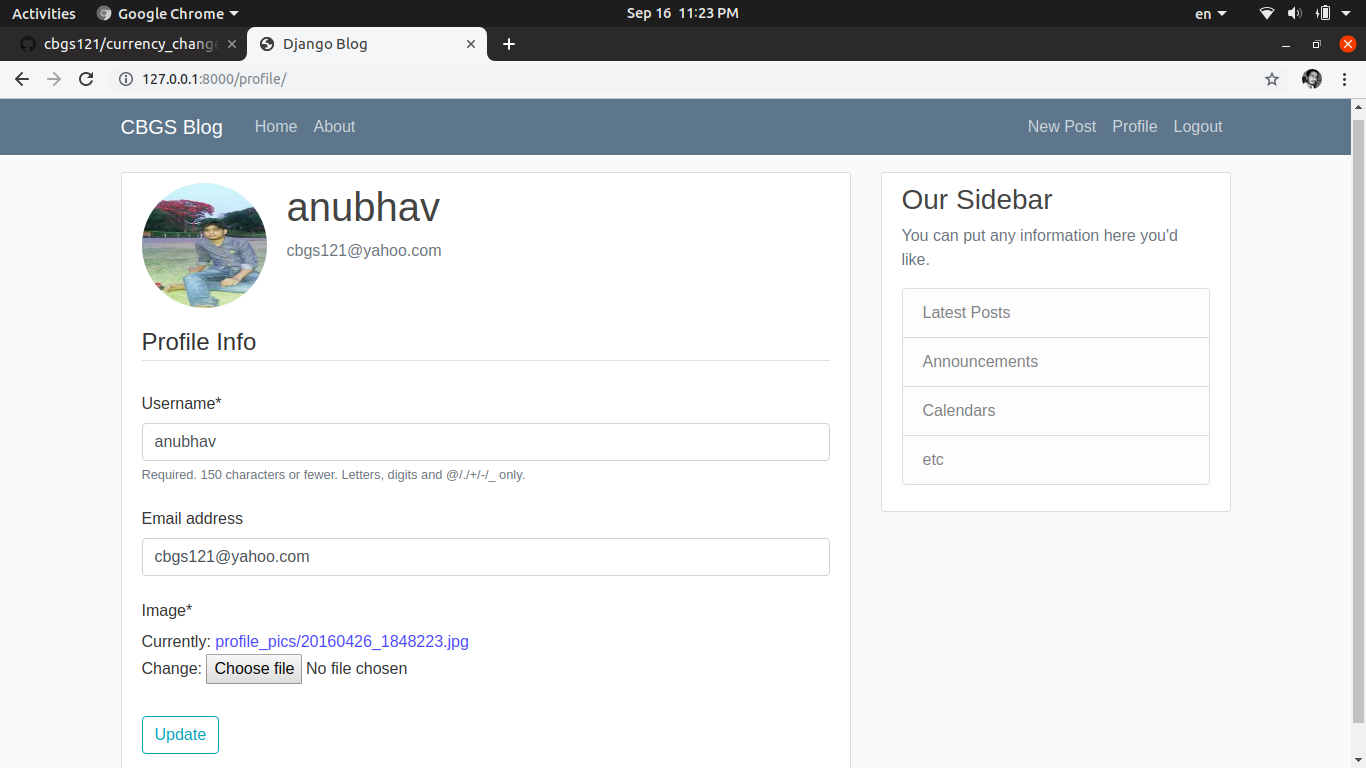 Activities Google Chrome Sep 16 11:23 PM en
cbgs121/currency_change Django Blog
127.0.0.1:8000/profile/
CBGS Blog Home About New Post Profile Logout
anubhav
cbgs121@yahoo.com
Profile Info
Username*
anubhav
Required. 150 characters or fewer. Letters, digits and @/./+/-/_ only.
Email address
cbgs121@yahoo.com
Image*
Currently: profile_pics/20160426_1848223.jpg
Change: Choose file No file chosen
Update
Our Sidebar
You can put any information here you'd
like.
Latest Posts
Announcements
Calendars
etc